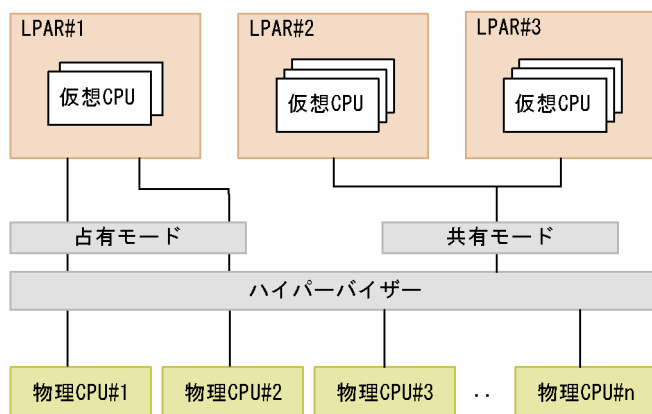 LPAR#1
LPAR#2
LPAR#3
仮想CPU
仮想CPU
仮想CPU
占有モード
共有モード
ハイパーバイザー
物理CPU#1
物理CPU#2
物理CPU#3
..
物理CPU#n